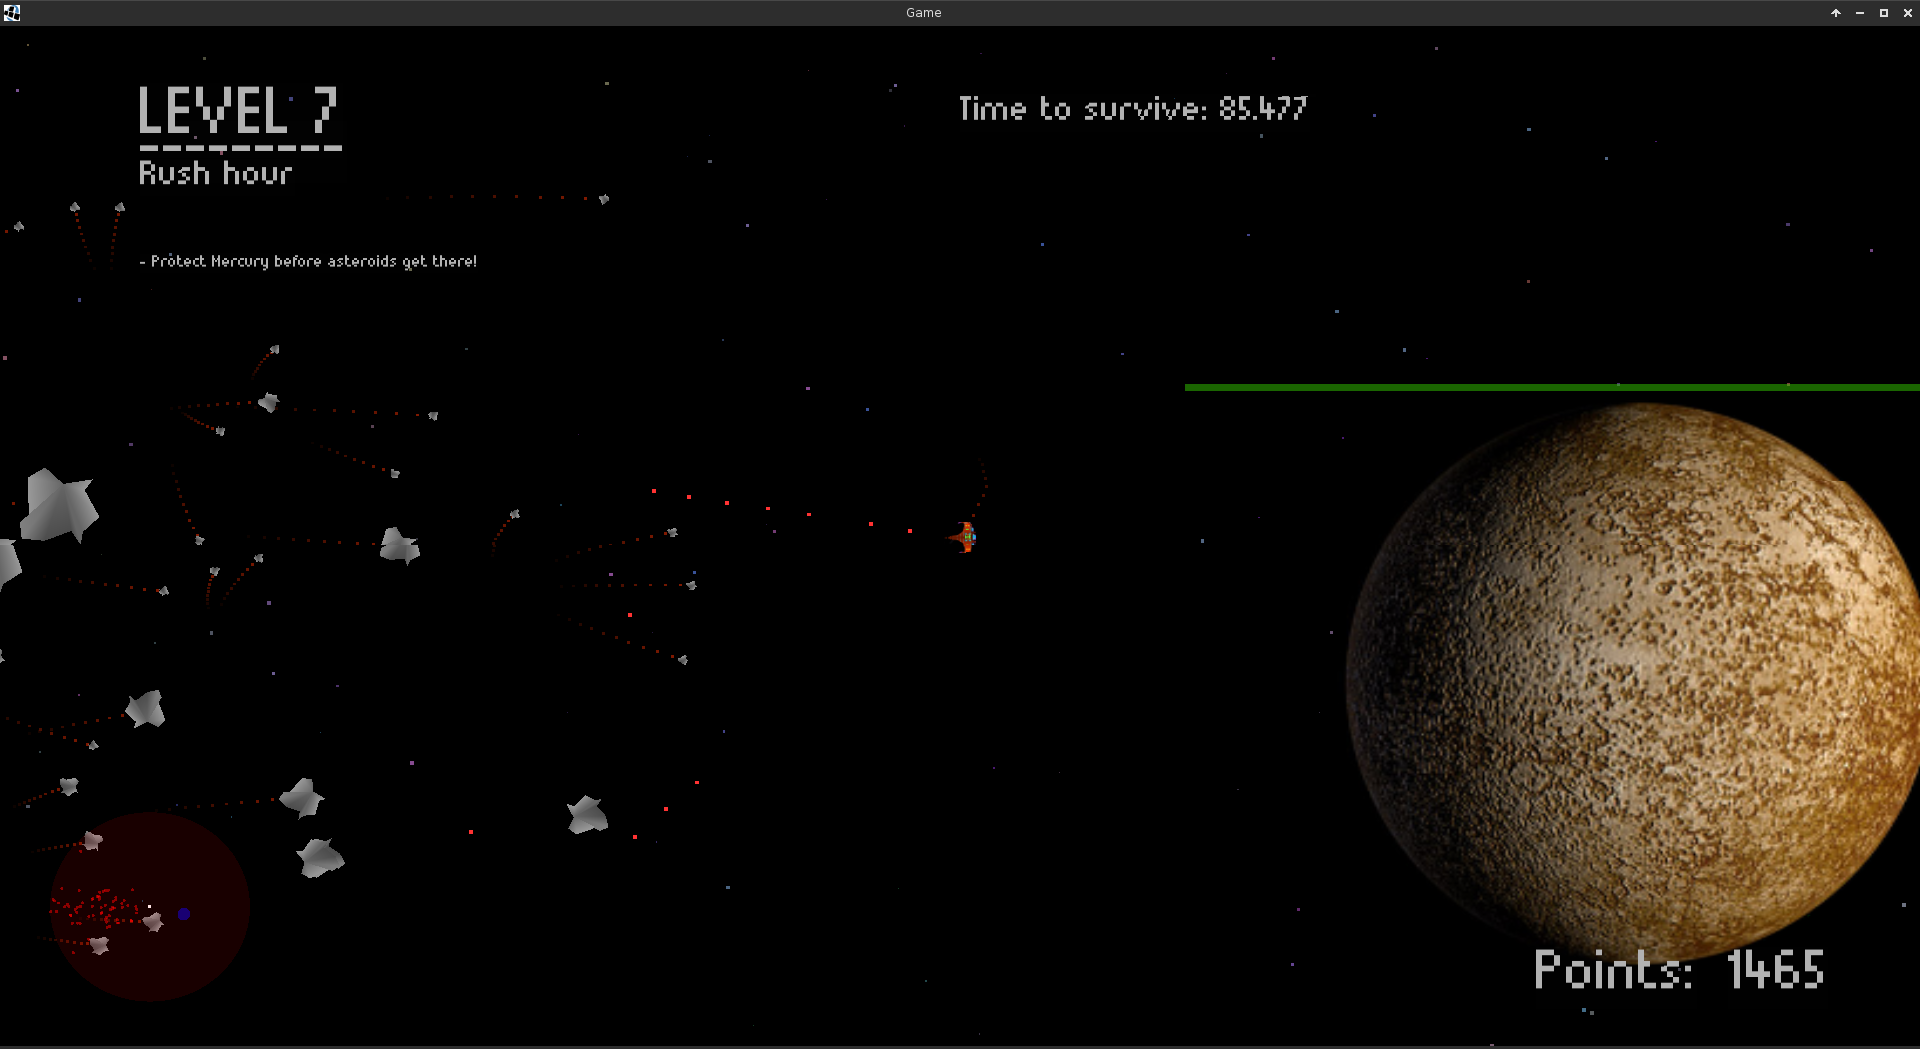 Game
LEVEL 7
---------
Rush hour
Time to survive: 85.477
- Protect Mercury before asteroids get there!
Points: 1465